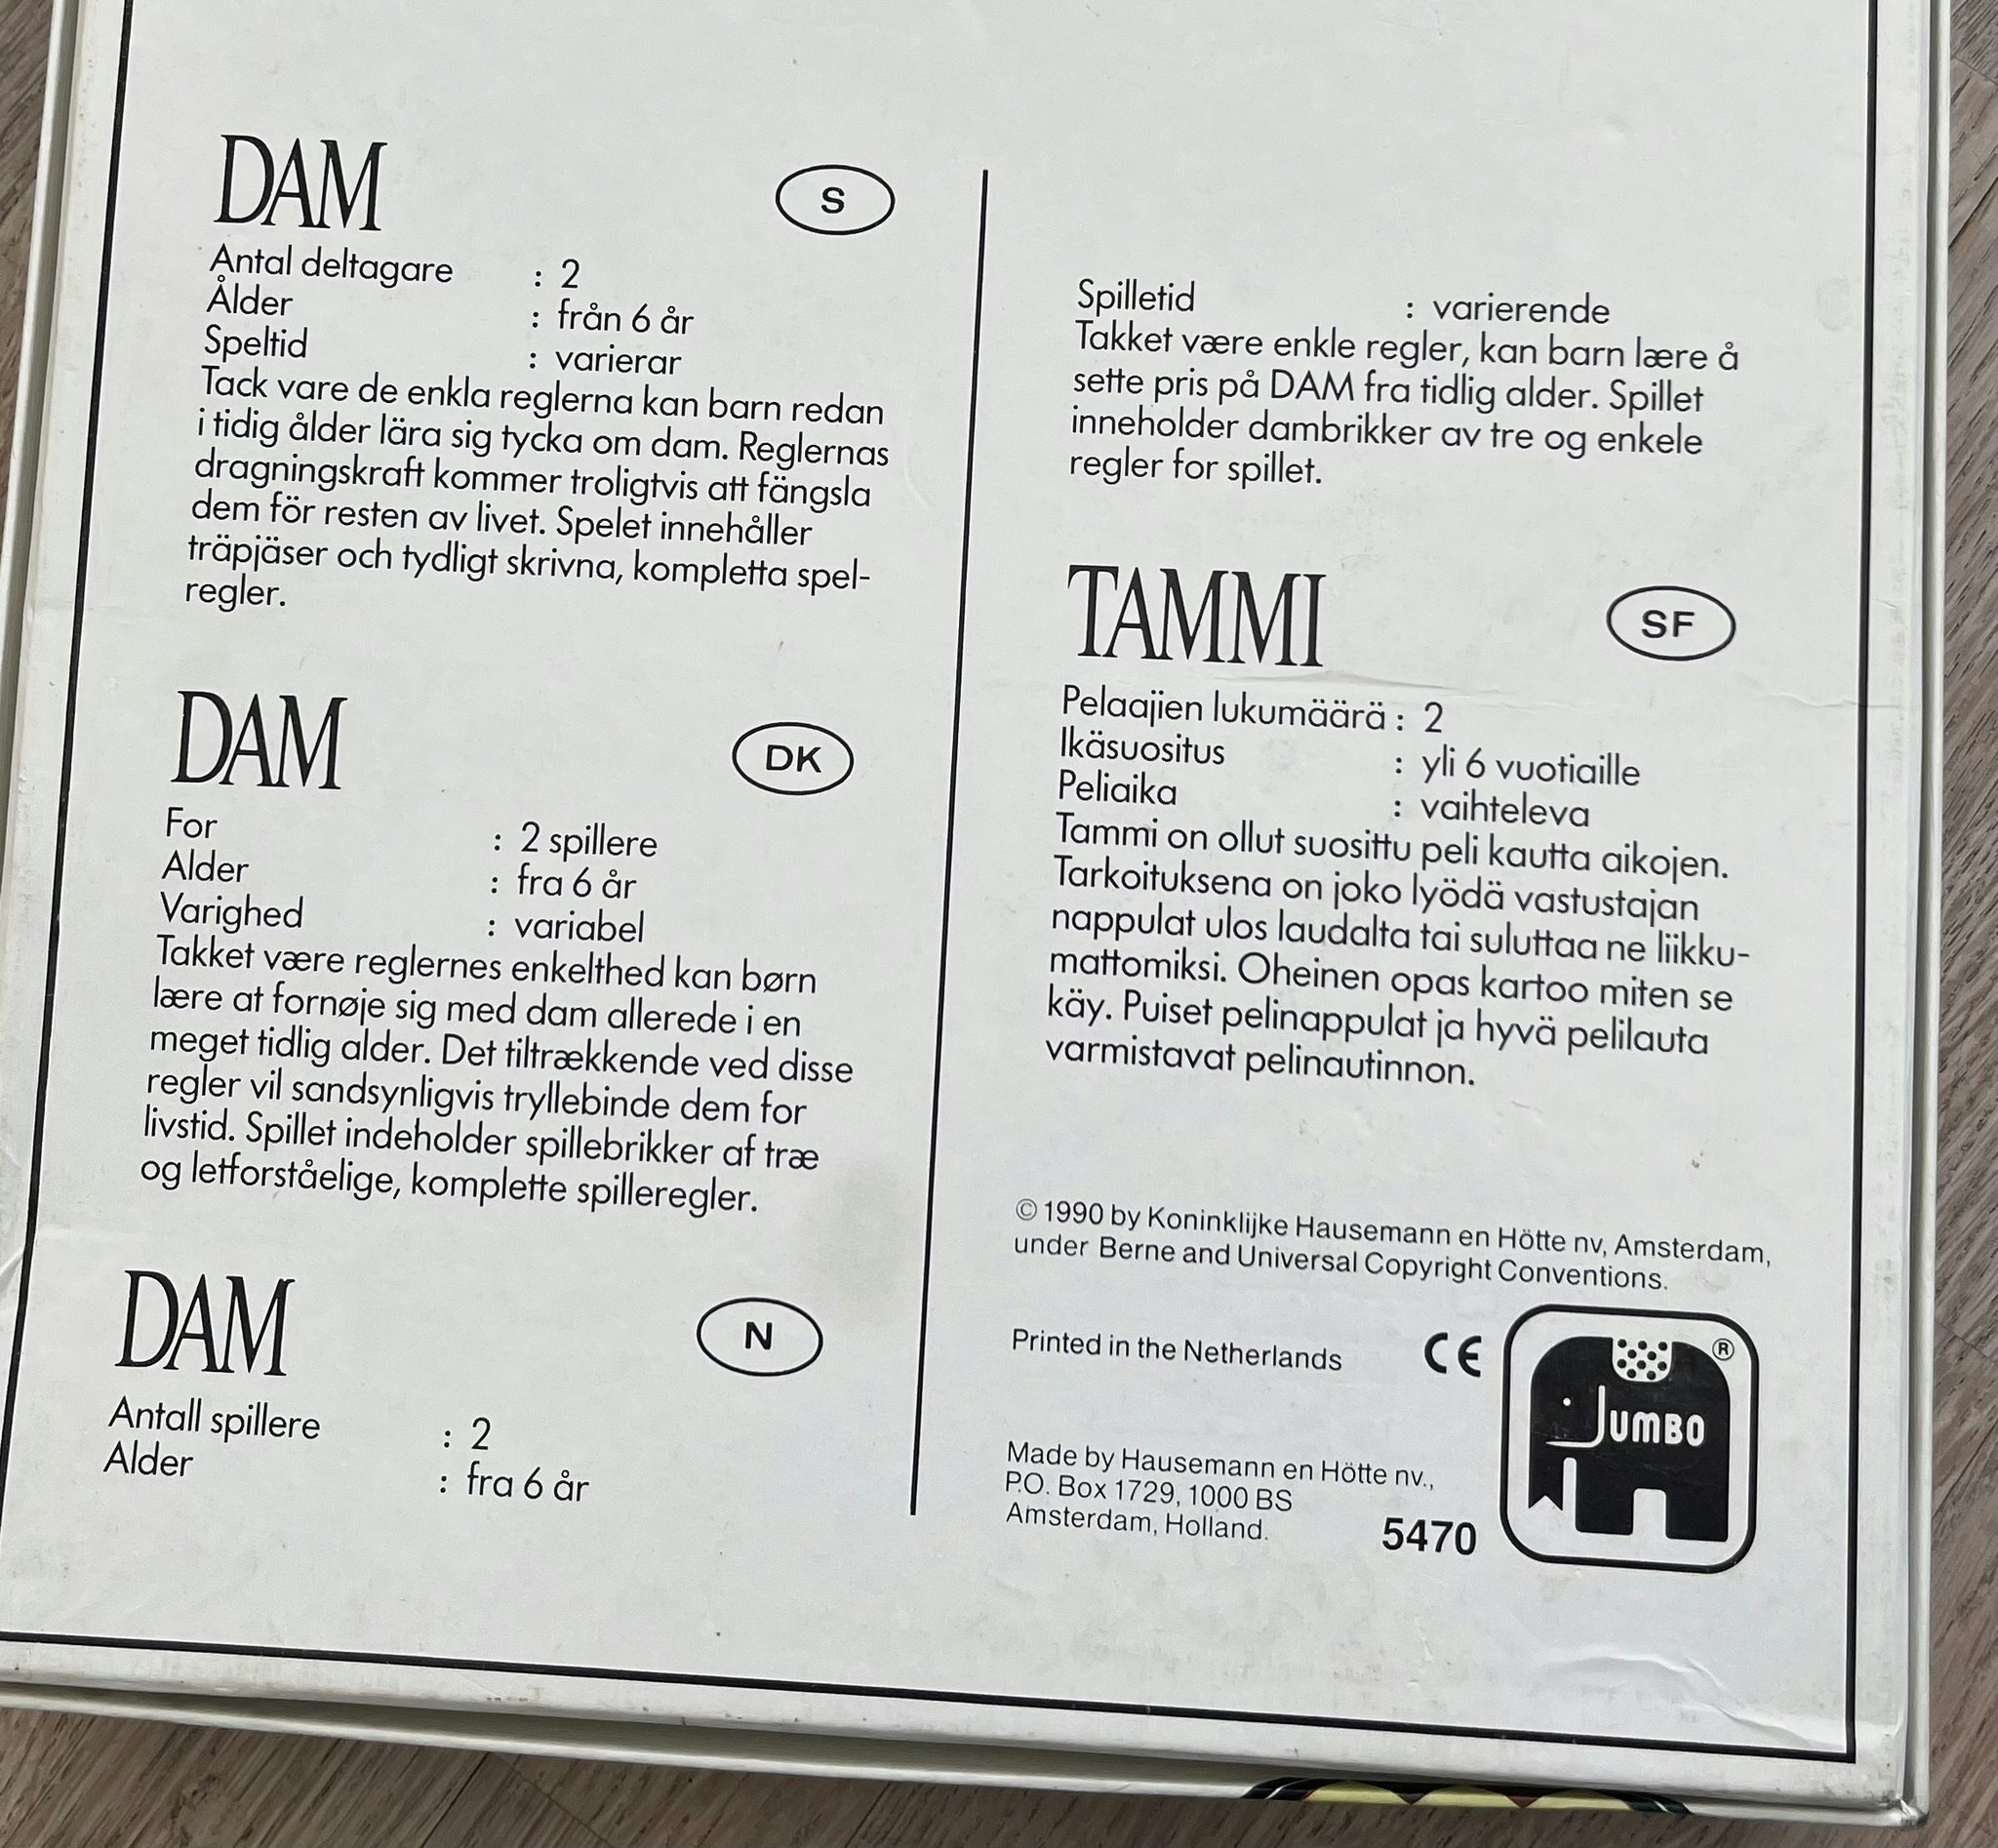 DAM
S
Antal deltagare : 2
Ålder : från 6 år
Speltid : varierar
Tack vare de enkla reglerna kan barn redan
i tidig ålder lära sig tycka om dam. Reglernas
dragningskraft kommer troligtvis att fängsla
dem för resten av livet. Spelet innehåller
träpjäser och tydligt skrivna, kompletta spel-
regler.
DAM
DK
For : 2 spillere
Alder : fra 6 år
Varighed : variabel
Takket være reglernes enkelthed kan børn
lære at fornøje sig med dam allerede i en
meget tidlig alder. Det tiltrækkende ved disse
regler vil sandsynligvis tryllebinde dem for
livstid. Spillet indeholder spillebrikker af træ
og letforståelige, komplette spilleregler.
DAM
N
Antall spillere : 2
Alder : fra 6 år
Spilletid : varierende
Takket være enkle regler, kan barn lære å
sette pris på DAM fra tidlig alder. Spillet
inneholder dambrikker av tre og enkele
regler for spillet.
TAMMI
SF
Pelaajien lukumäärä : 2
Ikäsuositus : yli 6 vuotiaille
Peliaika : vaihteleva
Tammi on ollut suosittu peli kautta aikojen.
Tarkoituksena on joko lyödä vastustajan
nappulat ulos laudalta tai suluttaa ne liikku-
mattomiksi. Oheinen opas kartoo miten se
käy. Puiset pelinappulat ja hyvä pelilauta
varmistavat pelinautinnon.
© 1990 by Koninklijke Hausemann en Hötte nv, Amsterdam,
under Berne and Universal Copyright Conventions.
Printed in the Netherlands
CE
®
JUMBO
Made by Hausemann en Hötte nv.,
P.O. Box 1729, 1000 BS
Amsterdam, Holland.
5470